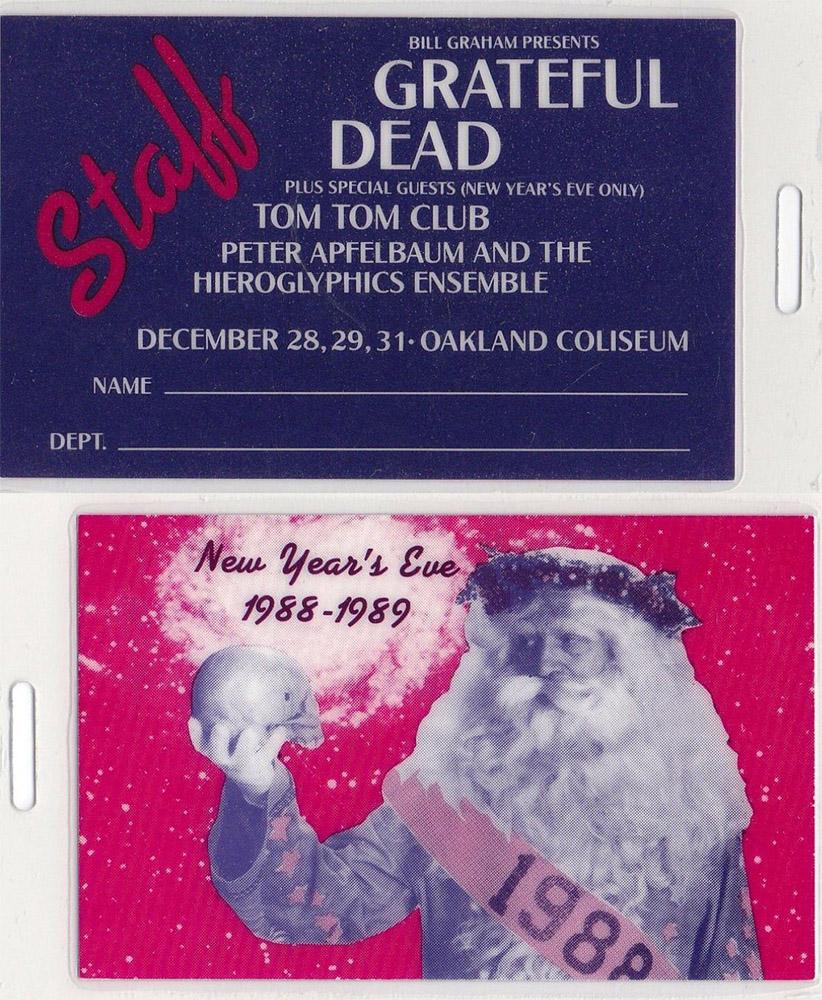 Staff
BILL GRAHAM PRESENTS
GRATEFUL
DEAD
PLUS SPECIAL GUESTS (NEW YEAR'S EVE ONLY)
TOM TOM CLUB
PETER APFELBAUM AND THE
HIEROGLYPHICS ENSEMBLE
DECEMBER 28, 29, 31 · OAKLAND COLISEUM
NAME
DEPT.
New Year's Eve
1988-1989
1988